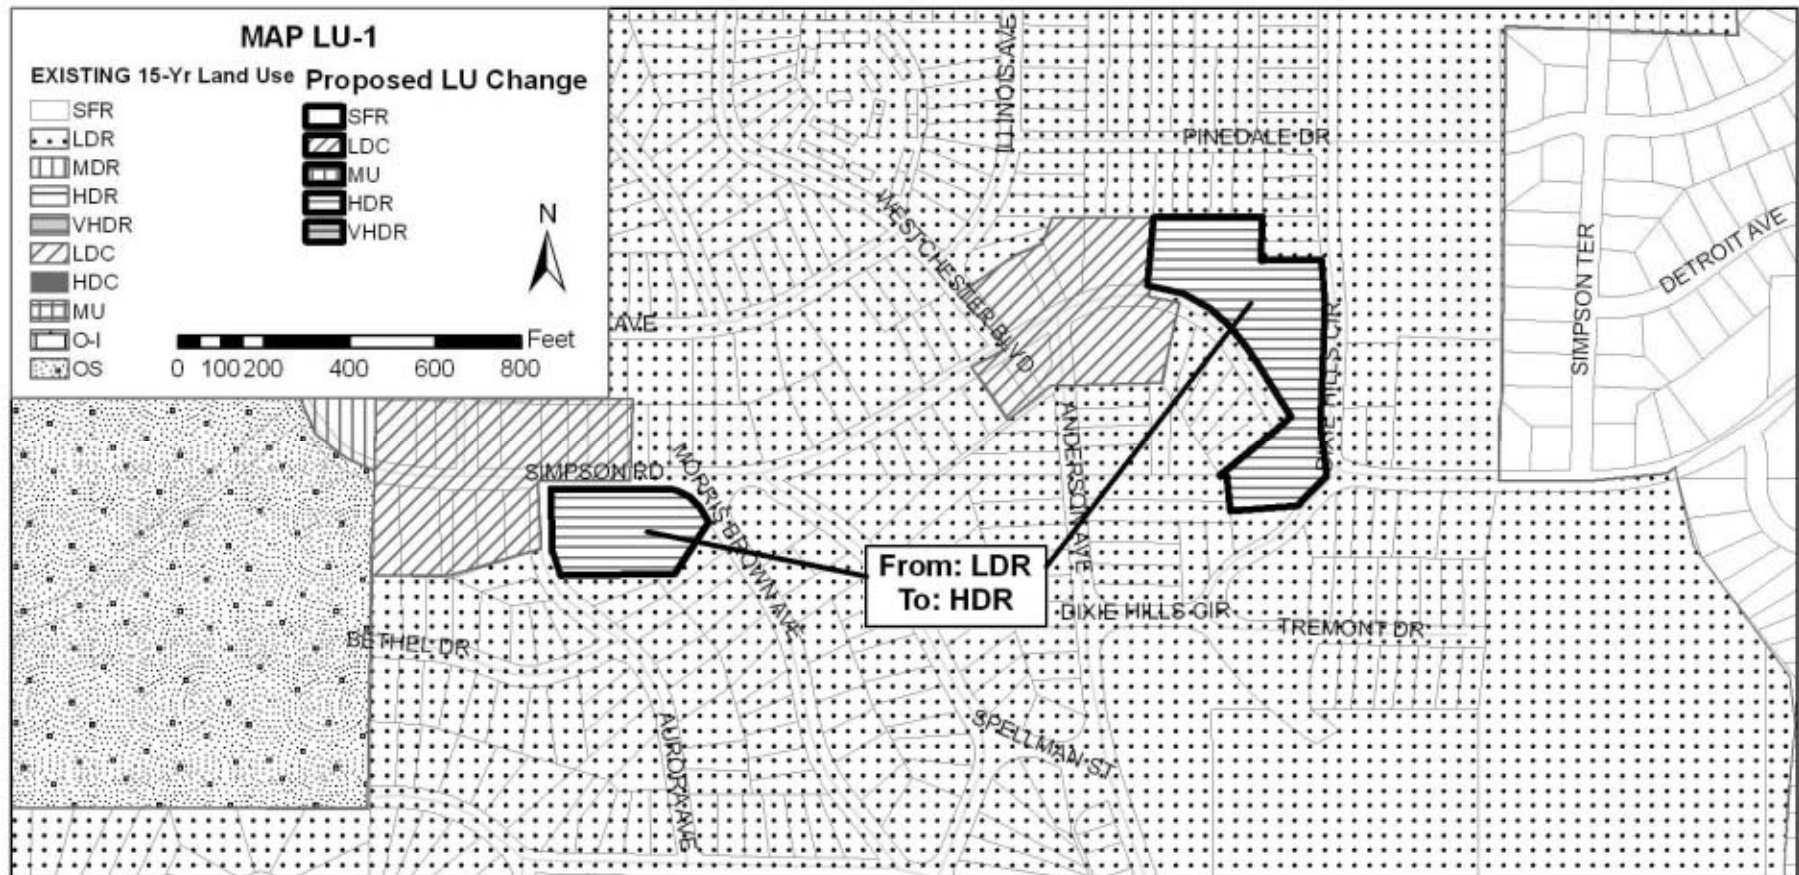 MAP LU-1
EXISTING 15-Yr Land Use
SFR
LDR
MDR
HDR
VHDR
LDC
HDC
MU
O-I
OS
Proposed LU Change
SFR
LDC
MU
HDR
VHDR
N
Feet
0 100 200 400 600 800
AVE
ILLINOIS AVE
PINEDALE DR
WESTCHESTER BLVD
SIMPSON TER
DETROIT AVE
DIXIE HILLS CIR
ANDERSON AVE
SIMPSON RD
MORRIS BROWN AVE
From: LDR
To: HDR
DIXIE HILLS CIR
TREMONT DR
BETHEL DR
AURORA AVE
SPELLMAN ST